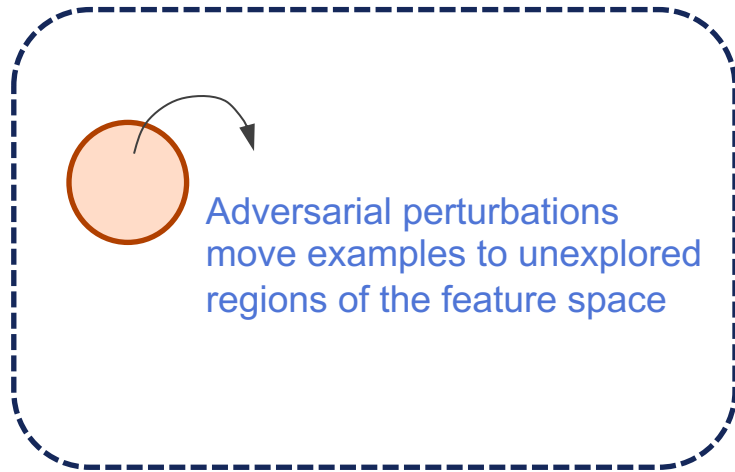 Adversarial perturbations
move examples to unexplored
regions of the feature space